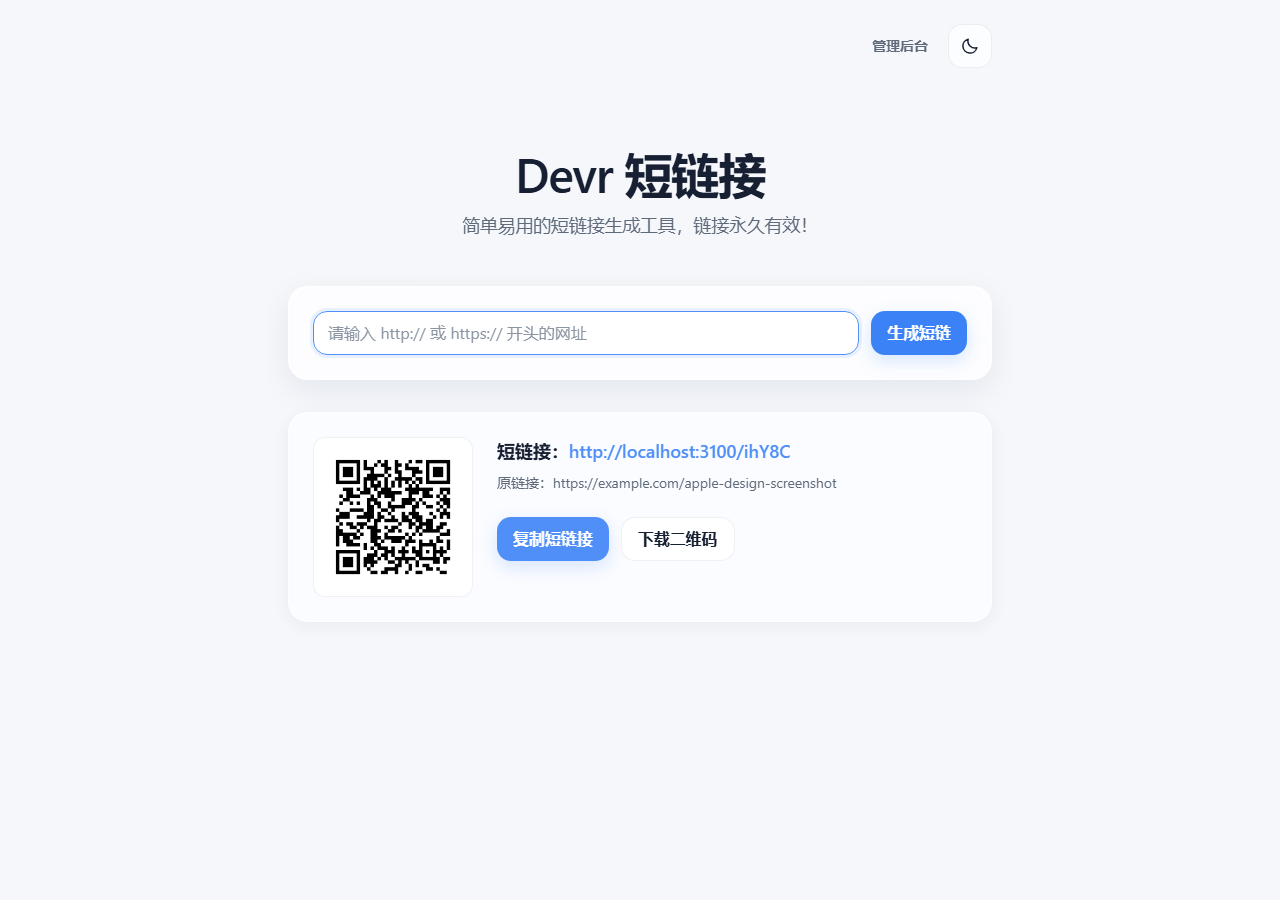 管理后台
Devr 短链接
简单易用的短链接生成工具，链接永久有效！
请输入 http:// 或 https:// 开头的网址
生成短链
短链接：http://localhost:3100/ihY8C
原链接：https://example.com/apple-design-screenshot
复制短链接
下载二维码